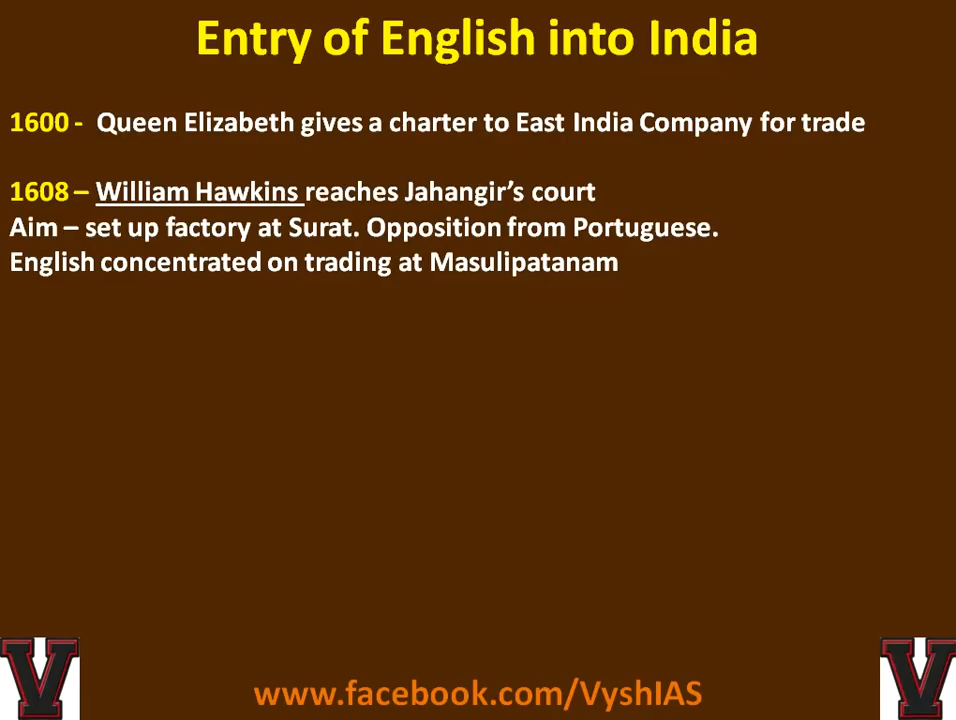 Entry of English into India
1600 - Queen Elizabeth gives a charter to East India Company for trade
1608 – William Hawkins reaches Jahangir’s court
Aim – set up factory at Surat. Opposition from Portuguese.
English concentrated on trading at Masulipatanam
V
V
www.facebook.com/VyshIAS